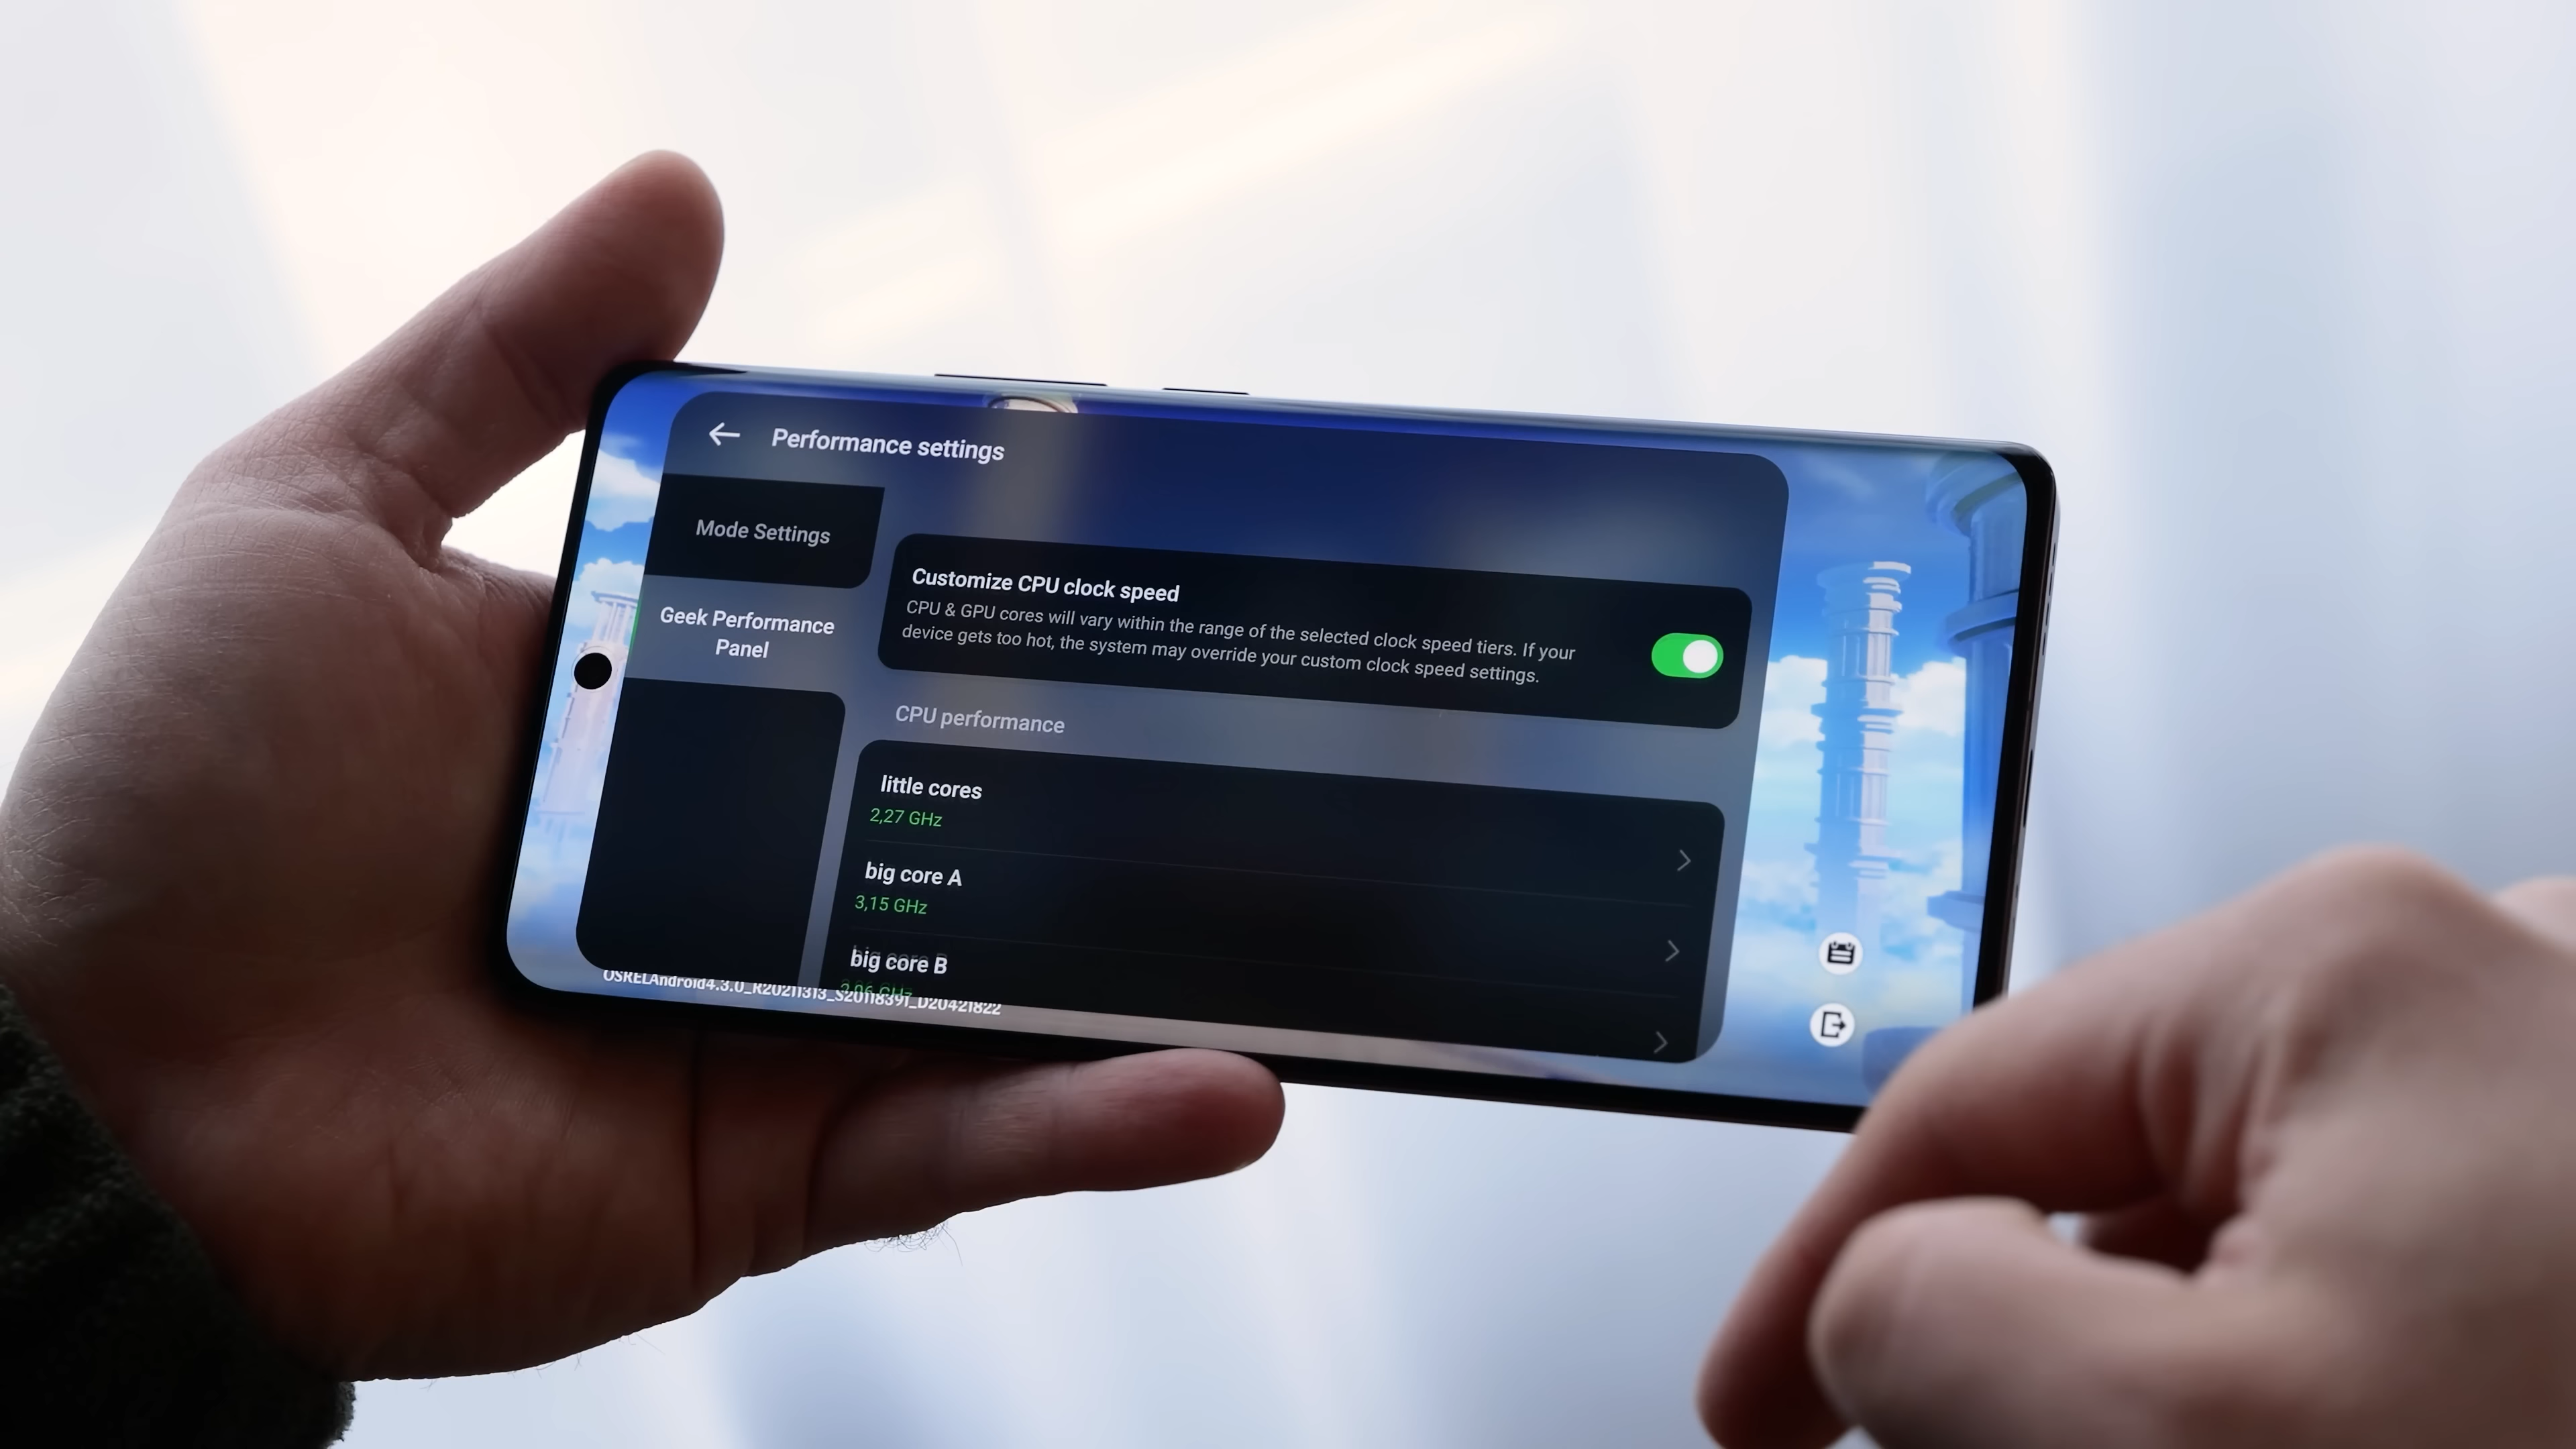 Performance settings
Mode Settings
Geek Performance
Panel
Customize CPU clock speed
CPU & GPU cores will vary within the range of the selected clock speed tiers. If your
device gets too hot, the system may override your custom clock speed settings.
CPU performance
little cores
2,27 GHz
big core A
3,15 GHz
big core B
2,96 GHz
OSRELAndroid4.3.0_R20211313_S20118391_D20421822